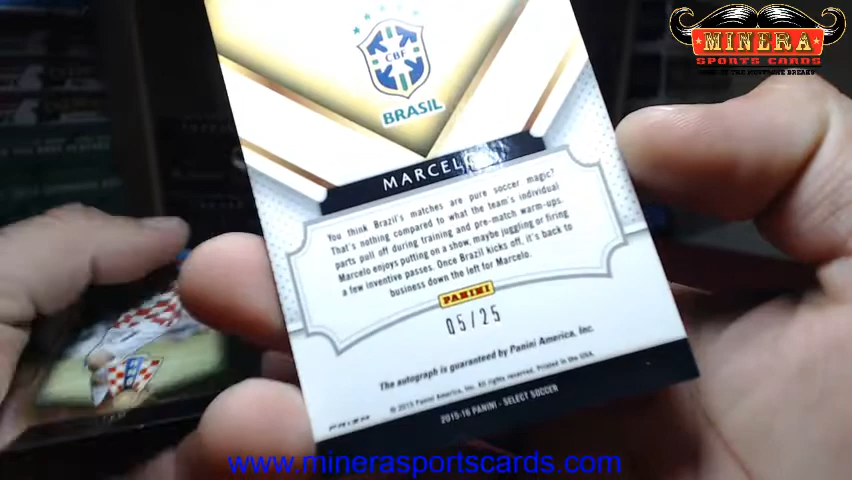 MINERA
SPORTS CARDS
CBF
BRASIL
MARCELO
You think Brazil's matches are pure soccer magic?
That's nothing compared to what the team's individual
parts pull off during training and pre-match warm-ups.
Marcelo enjoys putting on a show, maybe juggling or firing
a few inventive passes. Once Brazil kicks off, it's back to
business down the left for Marcelo.
PANINI
05/25
The autograph is guaranteed by Panini America, Inc.
© 2015 Panini America, Inc. All rights reserved. Printed in the USA.
PRIZM
2015-16 PANINI - SELECT SOCCER
www.minerasportscards.com